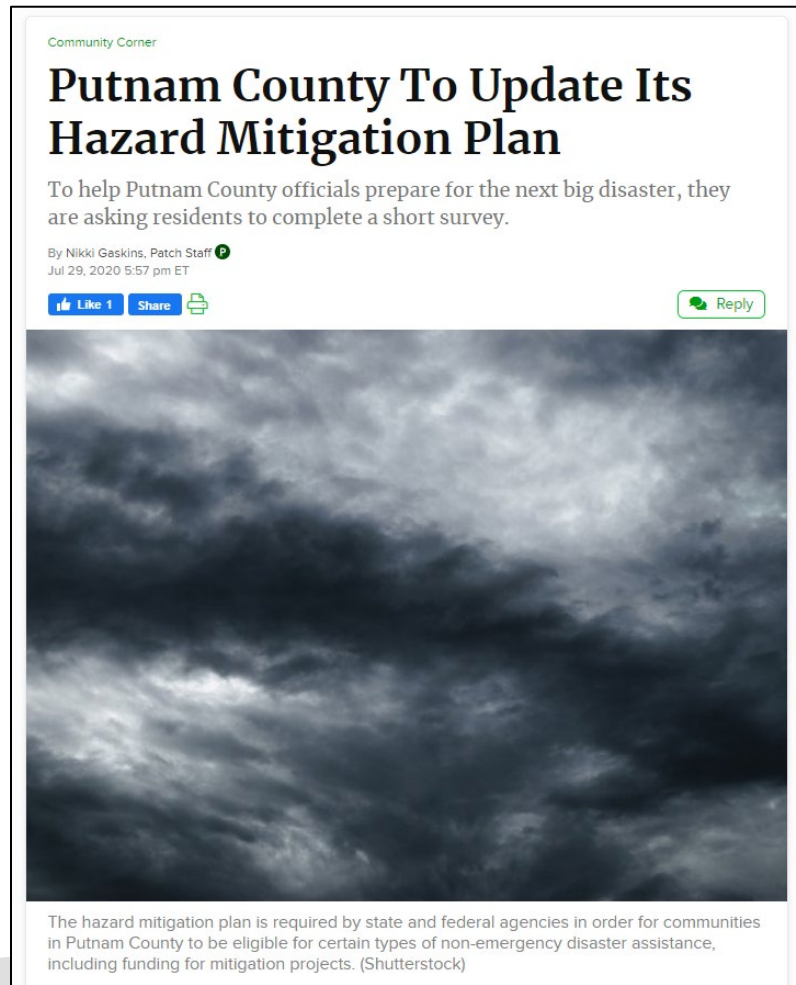 Community Corner
Putnam County To Update Its
Hazard Mitigation Plan
To help Putnam County officials prepare for the next big disaster, they
are asking residents to complete a short survey.
By Nikki Gaskins, Patch Staff P
Jul 29, 2020 5:57 pm ET
Like 1 Share Reply
The hazard mitigation plan is required by state and federal agencies in order for communities
in Putnam County to be eligible for certain types of non-emergency disaster assistance,
including funding for mitigation projects. (Shutterstock)